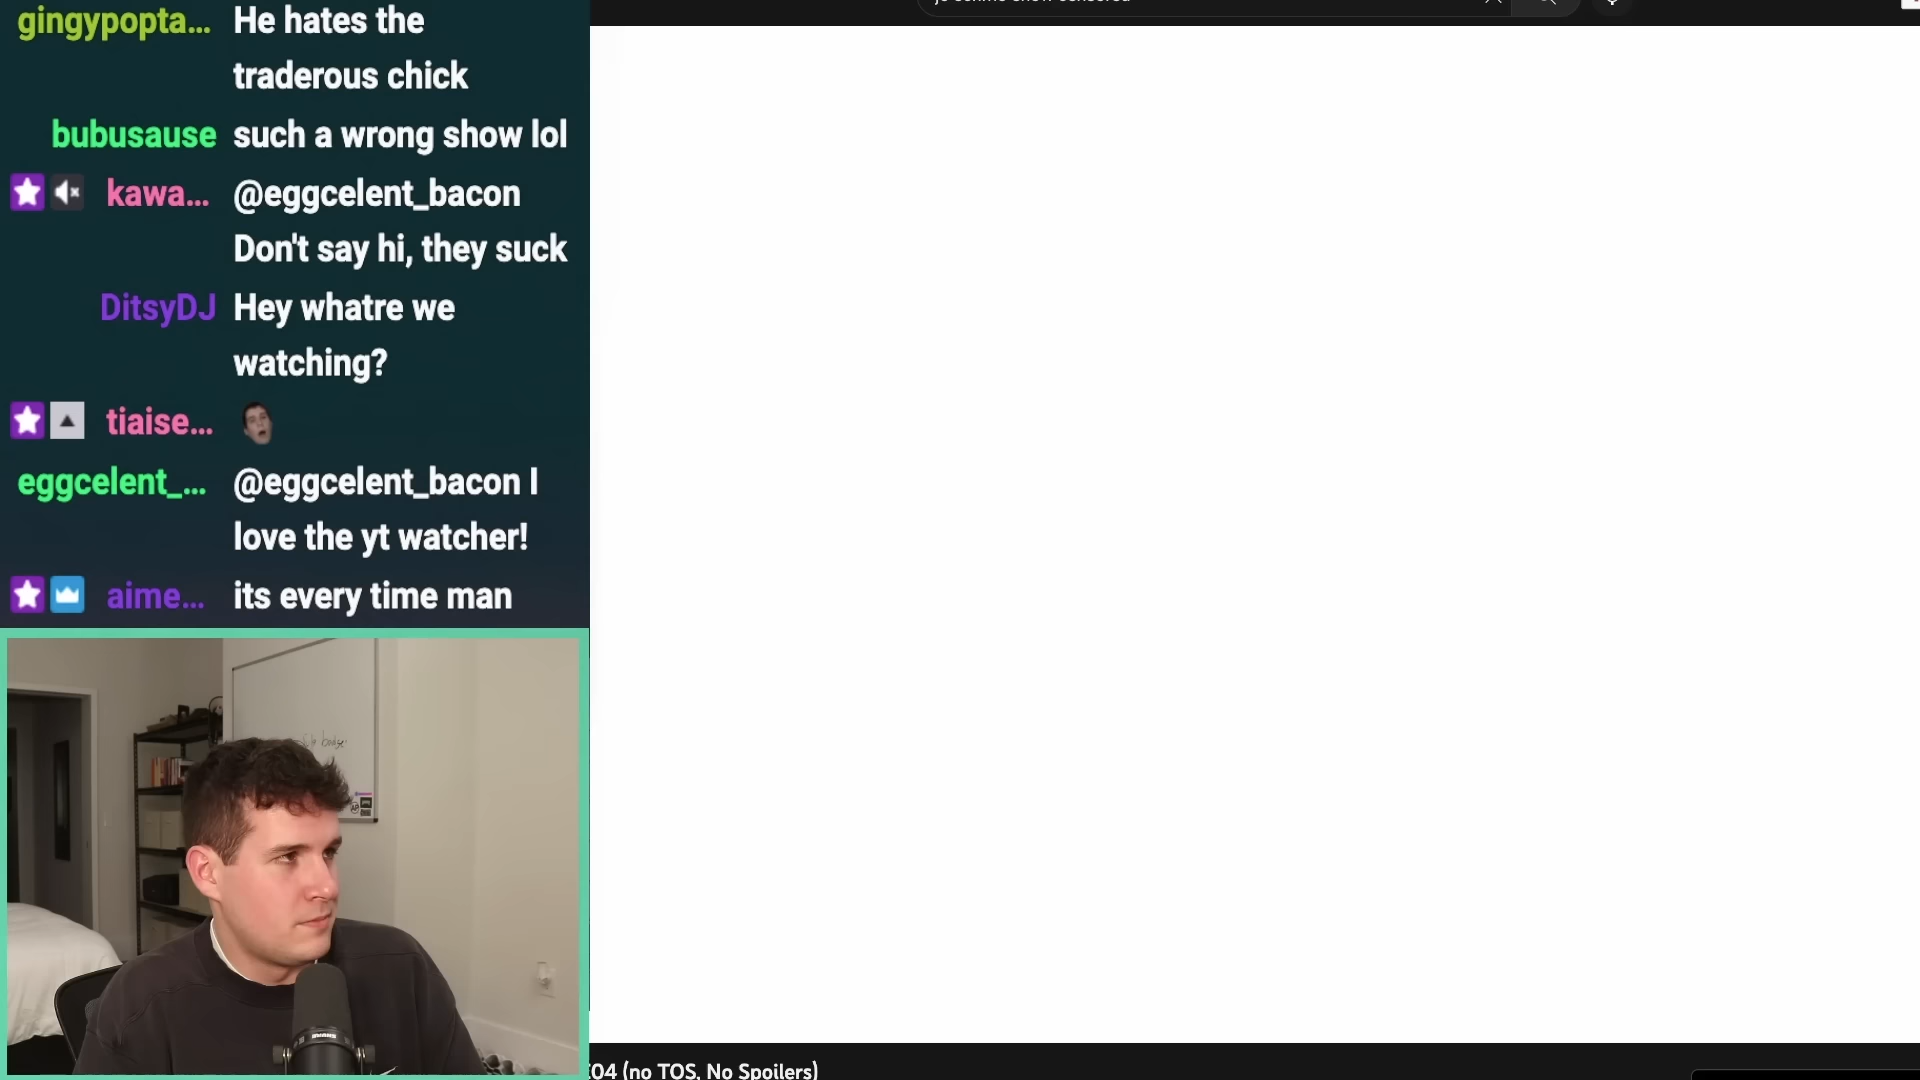 gingypopta... He hates the
traderous chick
bubusause such a wrong show lol
kawa... @eggcelent_bacon
Don't say hi, they suck
DitsyDJ Hey whatre we
watching?
tiaise...
eggcelent_... @eggcelent_bacon I
love the yt watcher!
aime... its every time man
04 (no TOS, No Spoilers)